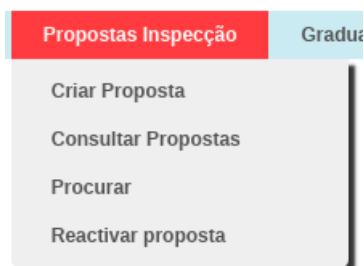 Propostas Inspecção
Criar Proposta
Consultar Propostas
Procurar
Reactivar proposta